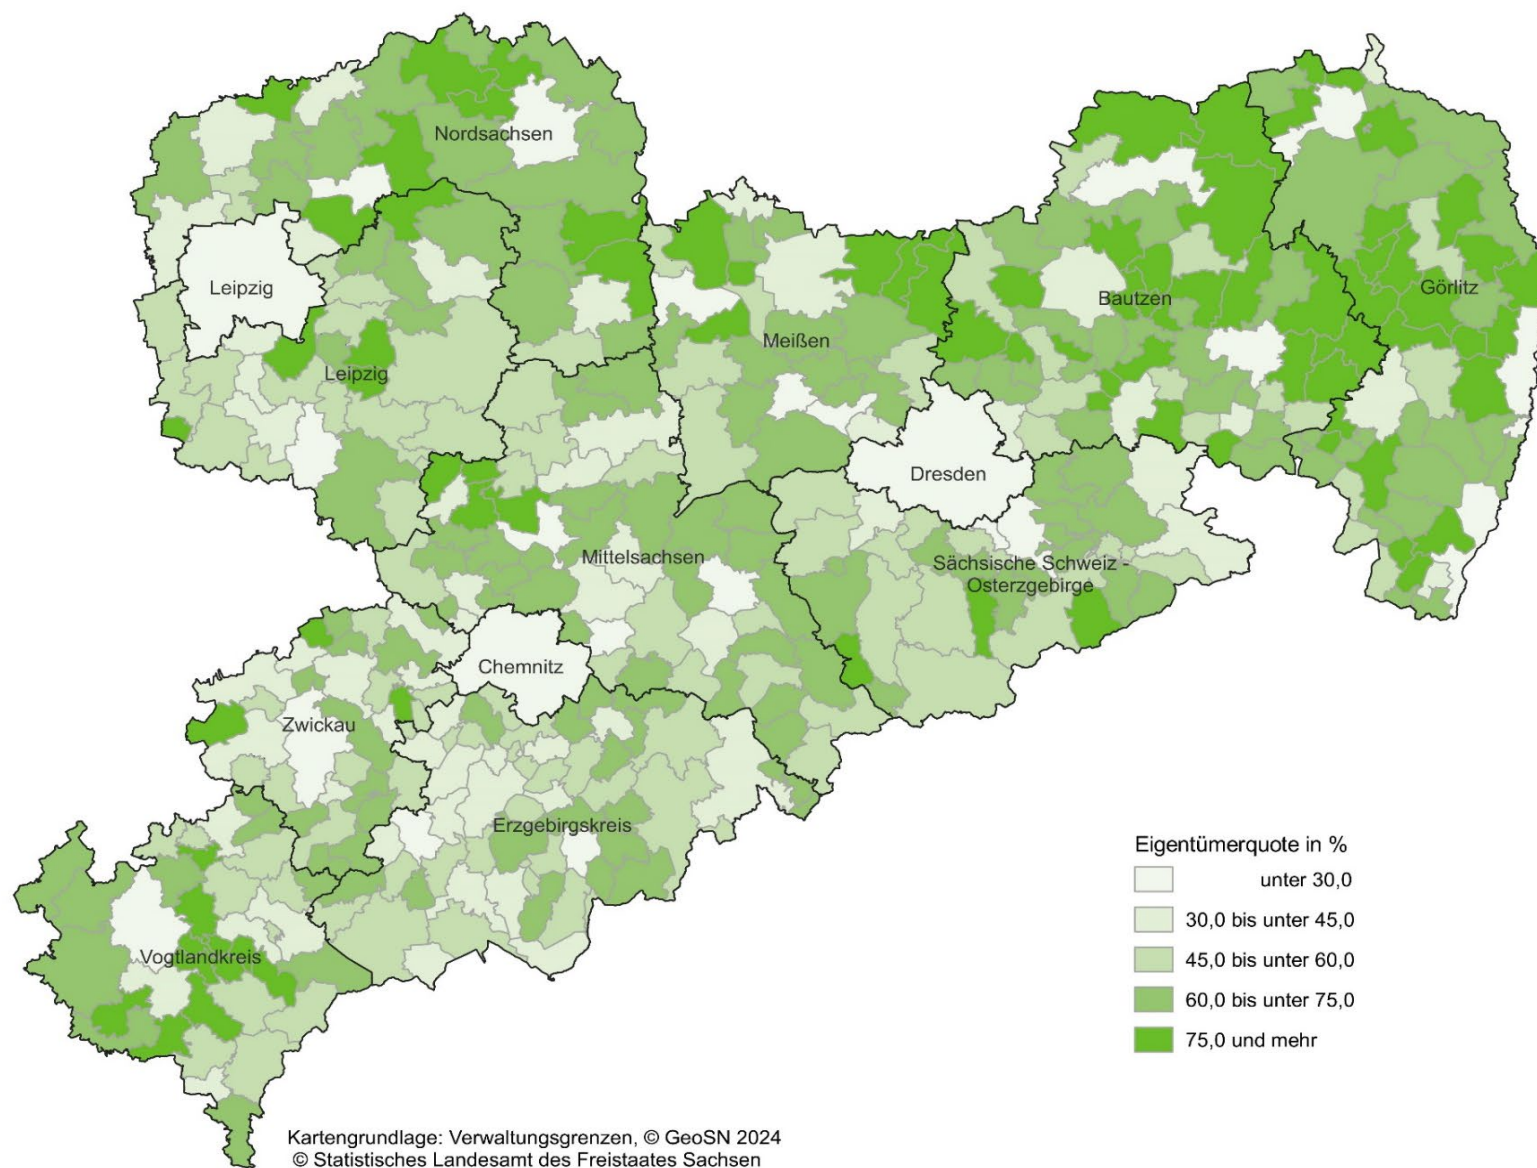 Nordsachsen
Leipzig
Görlitz
Bautzen
Meißen
Leipzig
Dresden
Mittelsachsen
Sächsische Schweiz -
Osterzgebirge
Chemnitz
Zwickau
Erzgebirgskreis
Vogtlandkreis
Eigentümerquote in %
unter 30,0
30,0 bis unter 45,0
45,0 bis unter 60,0
60,0 bis unter 75,0
75,0 und mehr
Kartengrundlage: Verwaltungsgrenzen, © GeoSN 2024
© Statistisches Landesamt des Freistaates Sachsen